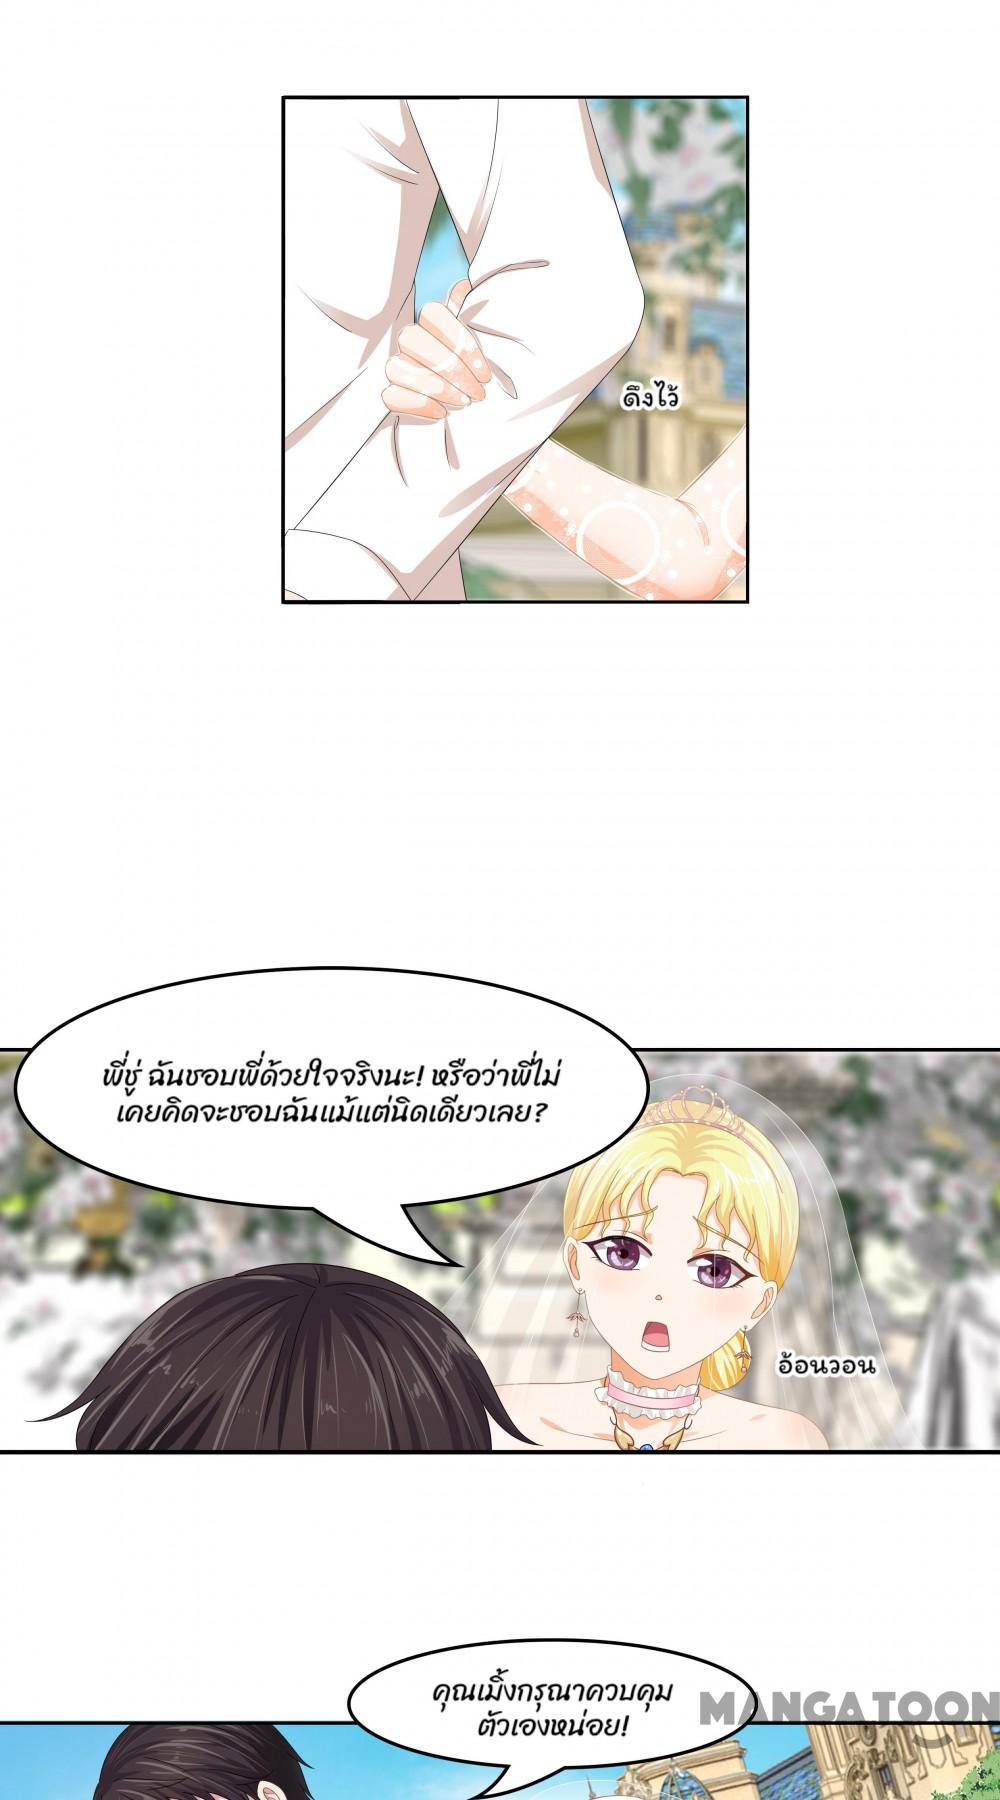 ดึงไว้
พี่ชู่ ฉันชอบพี่ด้วยใจจริงนะ! หรือว่าพี่ไม่
เคยคิดจะชอบฉันแม้แต่นิดเดียวเลย?
อ้อนวอน
คุณเมิ้งกรุณาควบคุม
ตัวเองหน่อย!
MANGATOON